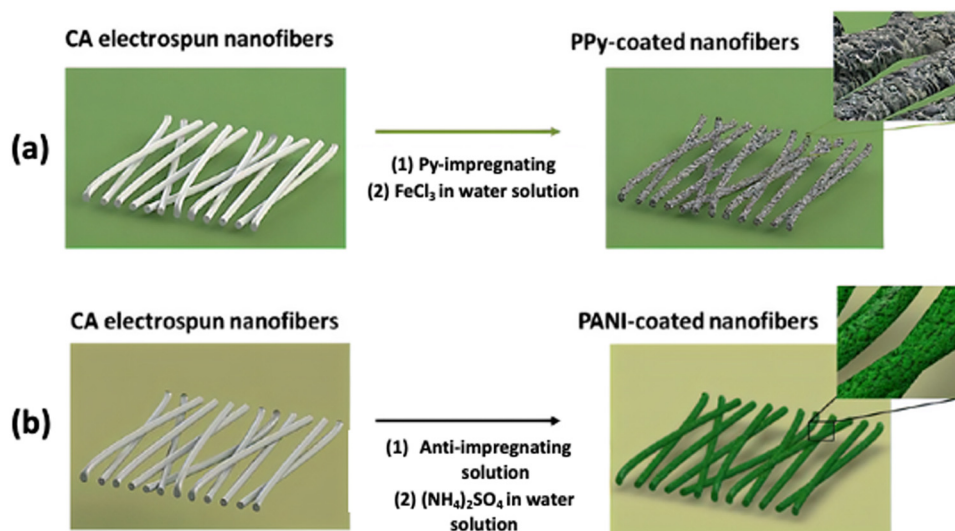 CA electrospun nanofibers
PPy-coated nanofibers
(a)
(1) Py-impregnating
(2) FeCl₃ in water solution
CA electrospun nanofibers
PANI-coated nanofibers
(b)
(1) Anti-impregnating
solution
(2) (NH₄)₂SO₄ in water
solution